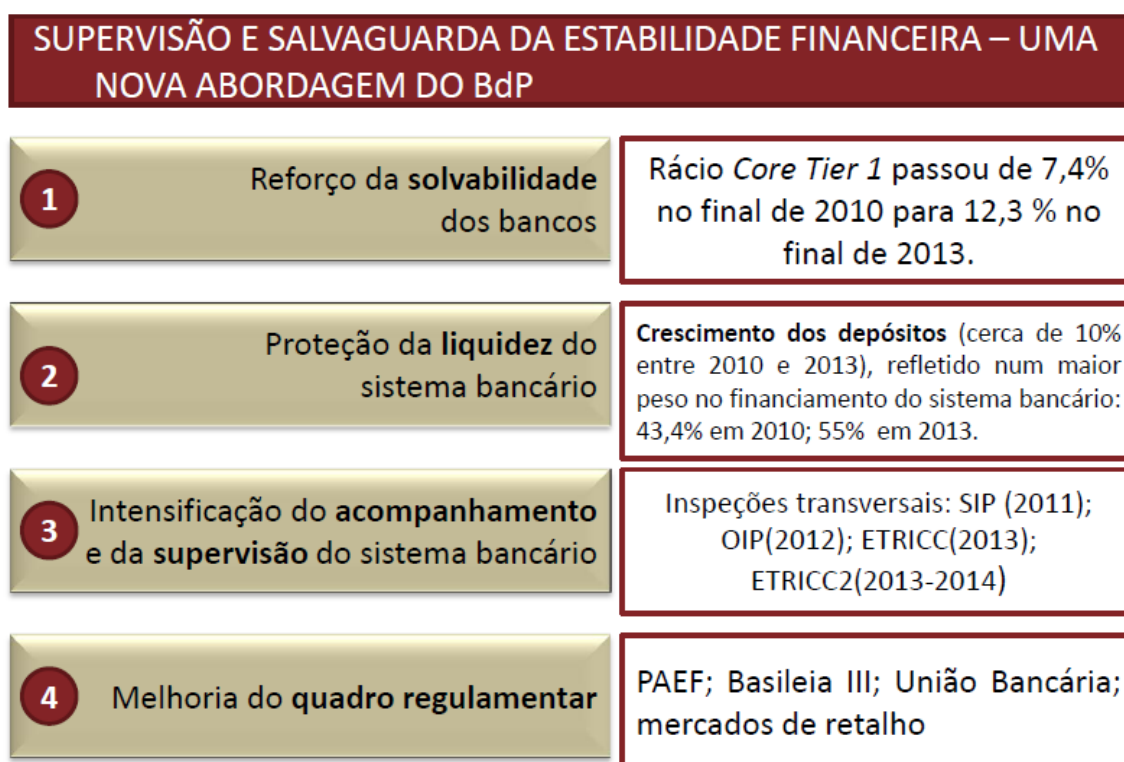 SUPERVISÃO E SALVAGUARDA DA ESTABILIDADE FINANCEIRA – UMA
NOVA ABORDAGEM DO BdP
1
Reforço da solvabilidade
dos bancos
Rácio Core Tier 1 passou de 7,4%
no final de 2010 para 12,3 % no
final de 2013.
2
Proteção da liquidez do
sistema bancário
Crescimento dos depósitos (cerca de 10%
entre 2010 e 2013), refletido num maior
peso no financiamento do sistema bancário:
43,4% em 2010; 55% em 2013.
3
Intensificação do acompanhamento
e da supervisão do sistema bancário
Inspeções transversais: SIP (2011);
OIP(2012); ETRICC(2013);
ETRICC2(2013-2014)
4
Melhoria do quadro regulamentar
PAEF; Basileia III; União Bancária;
mercados de retalho